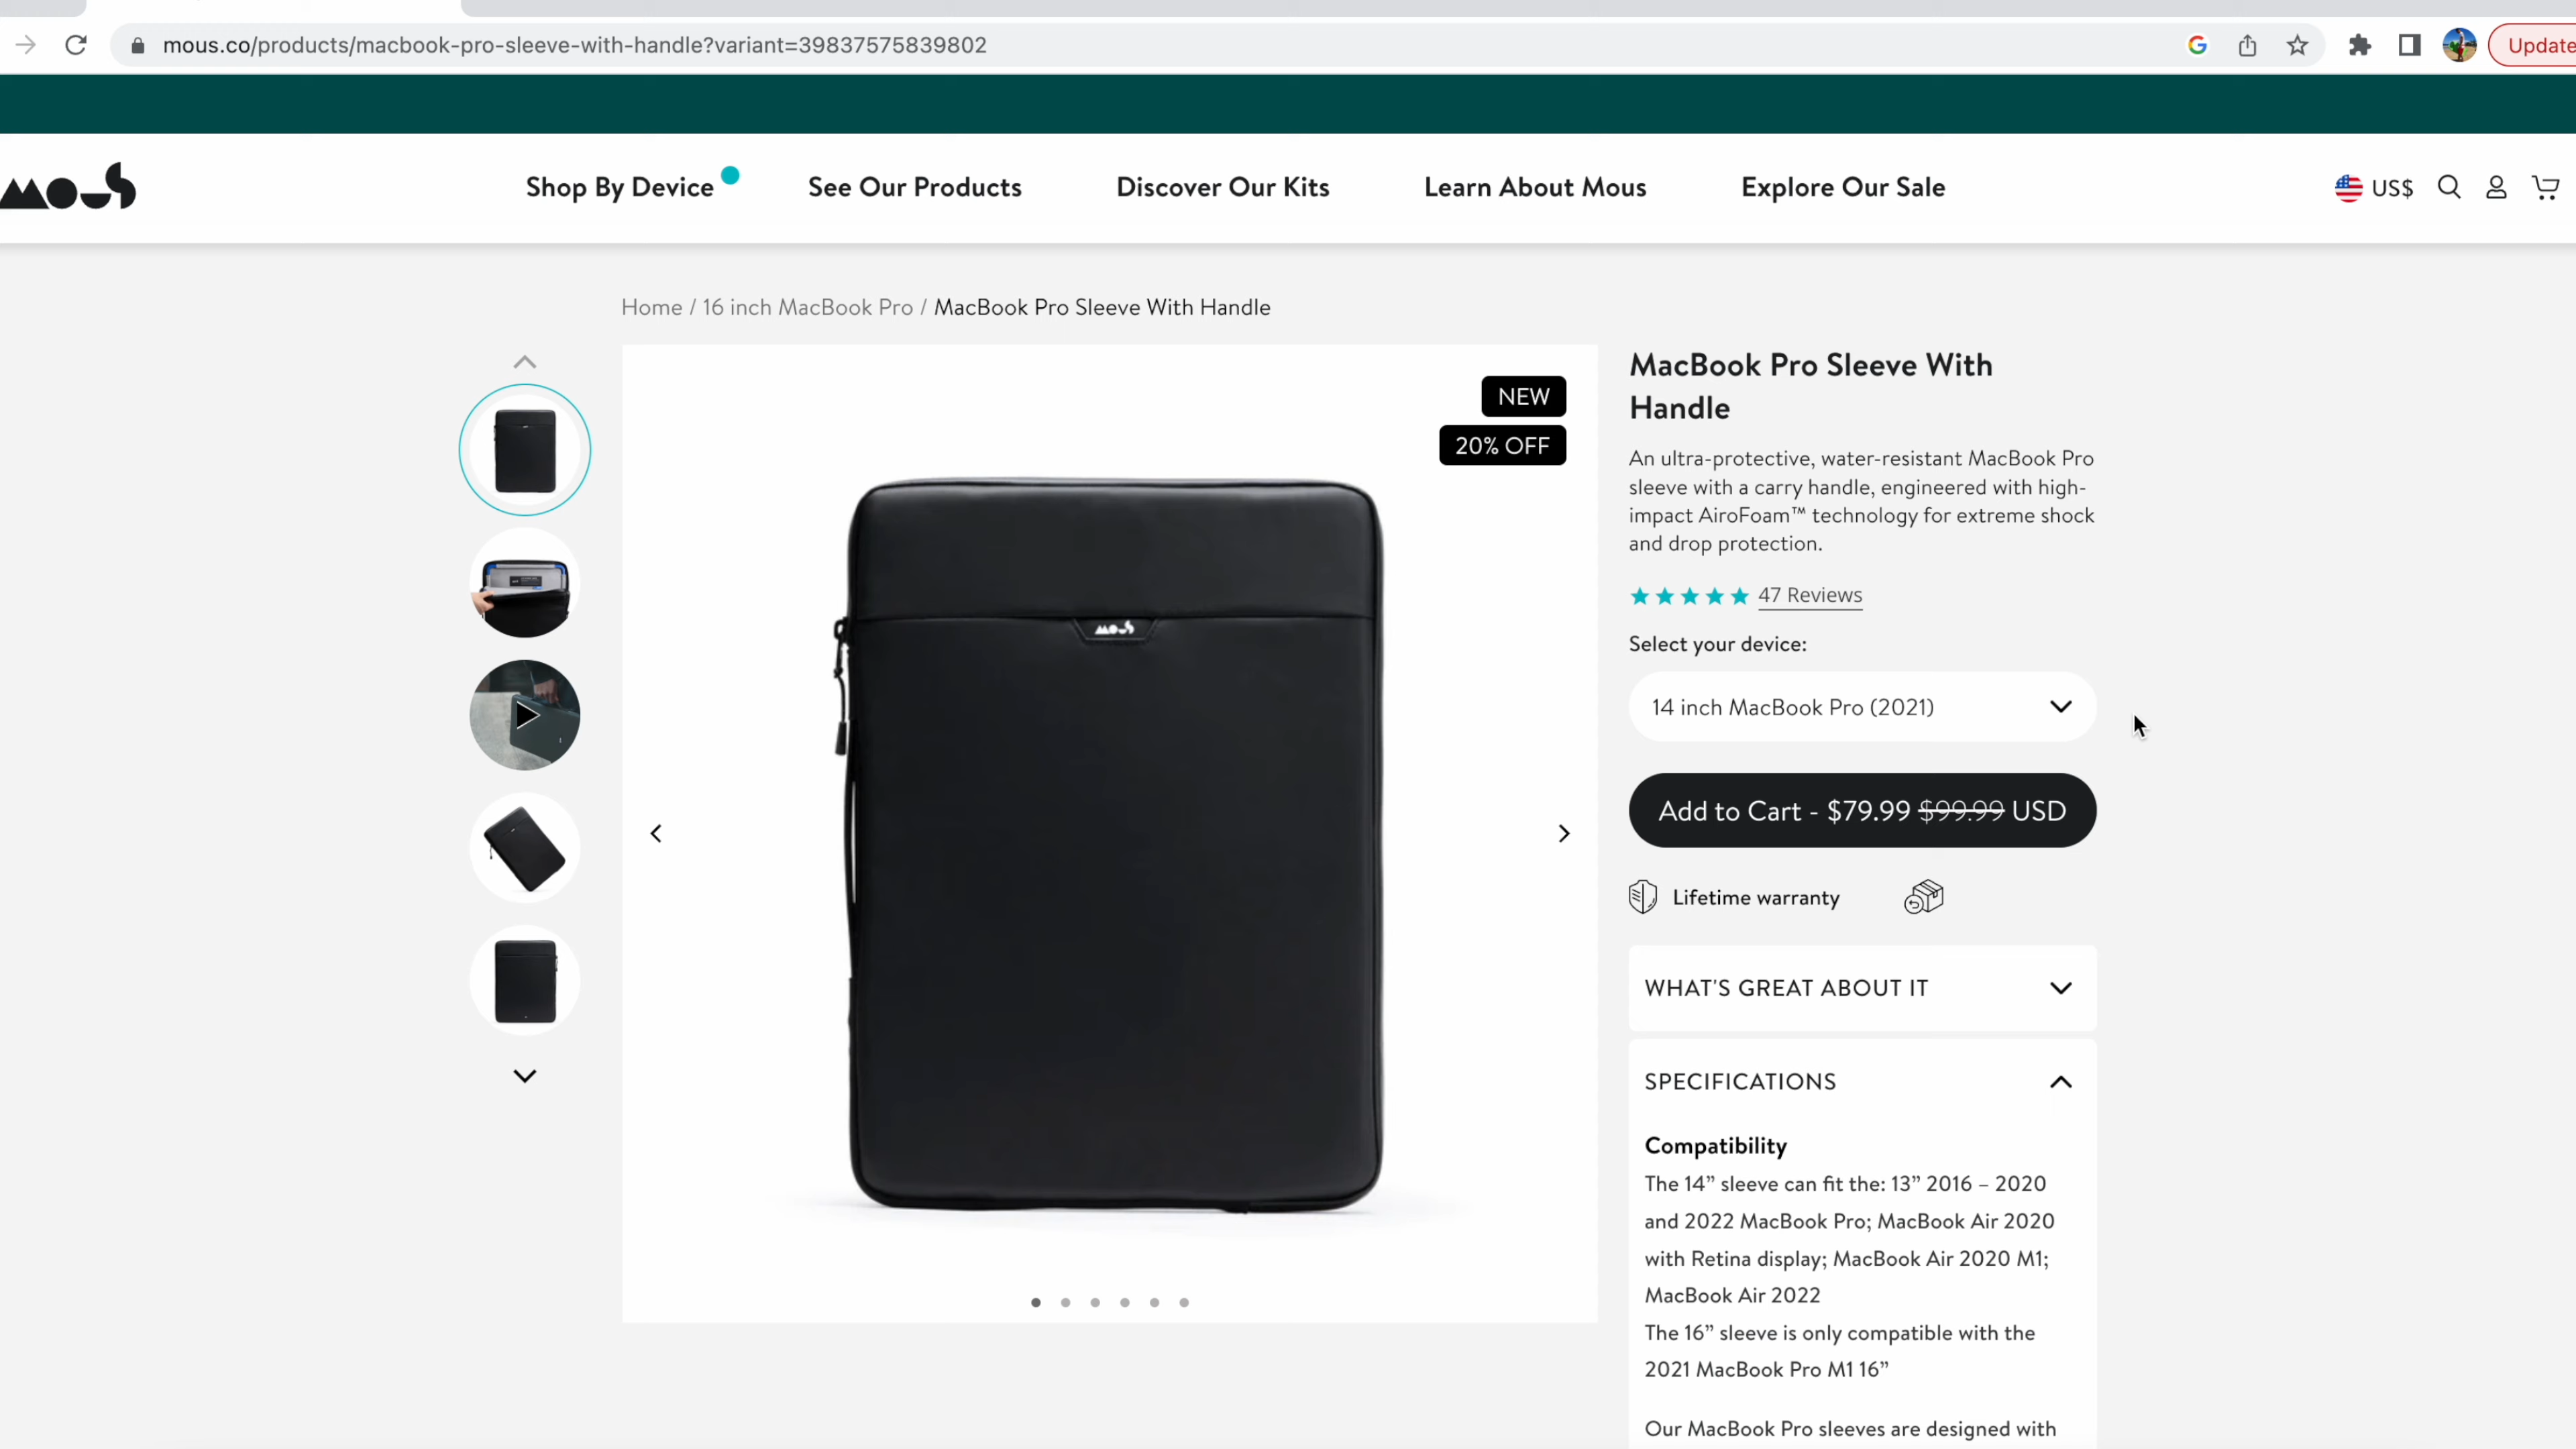 mous.co/products/macbook-pro-sleeve-with-handle?variant=39837575839802
Update
mous
Shop By Device
See Our Products
Discover Our Kits
Learn About Mous
Explore Our Sale
US$
Home / 16 inch MacBook Pro / MacBook Pro Sleeve With Handle
NEW
20% OFF
mous
MacBook Pro Sleeve With
Handle
An ultra-protective, water-resistant MacBook Pro
sleeve with a carry handle, engineered with high-
impact AiroFoam™ technology for extreme shock
and drop protection.
47 Reviews
Select your device:
14 inch MacBook Pro (2021)
Add to Cart - $79.99 $99.99 USD
Lifetime warranty
WHAT'S GREAT ABOUT IT
SPECIFICATIONS
Compatibility
The 14” sleeve can fit the: 13” 2016 – 2020
and 2022 MacBook Pro; MacBook Air 2020
with Retina display; MacBook Air 2020 M1;
MacBook Air 2022
The 16” sleeve is only compatible with the
2021 MacBook Pro M1 16”
Our MacBook Pro sleeves are designed with